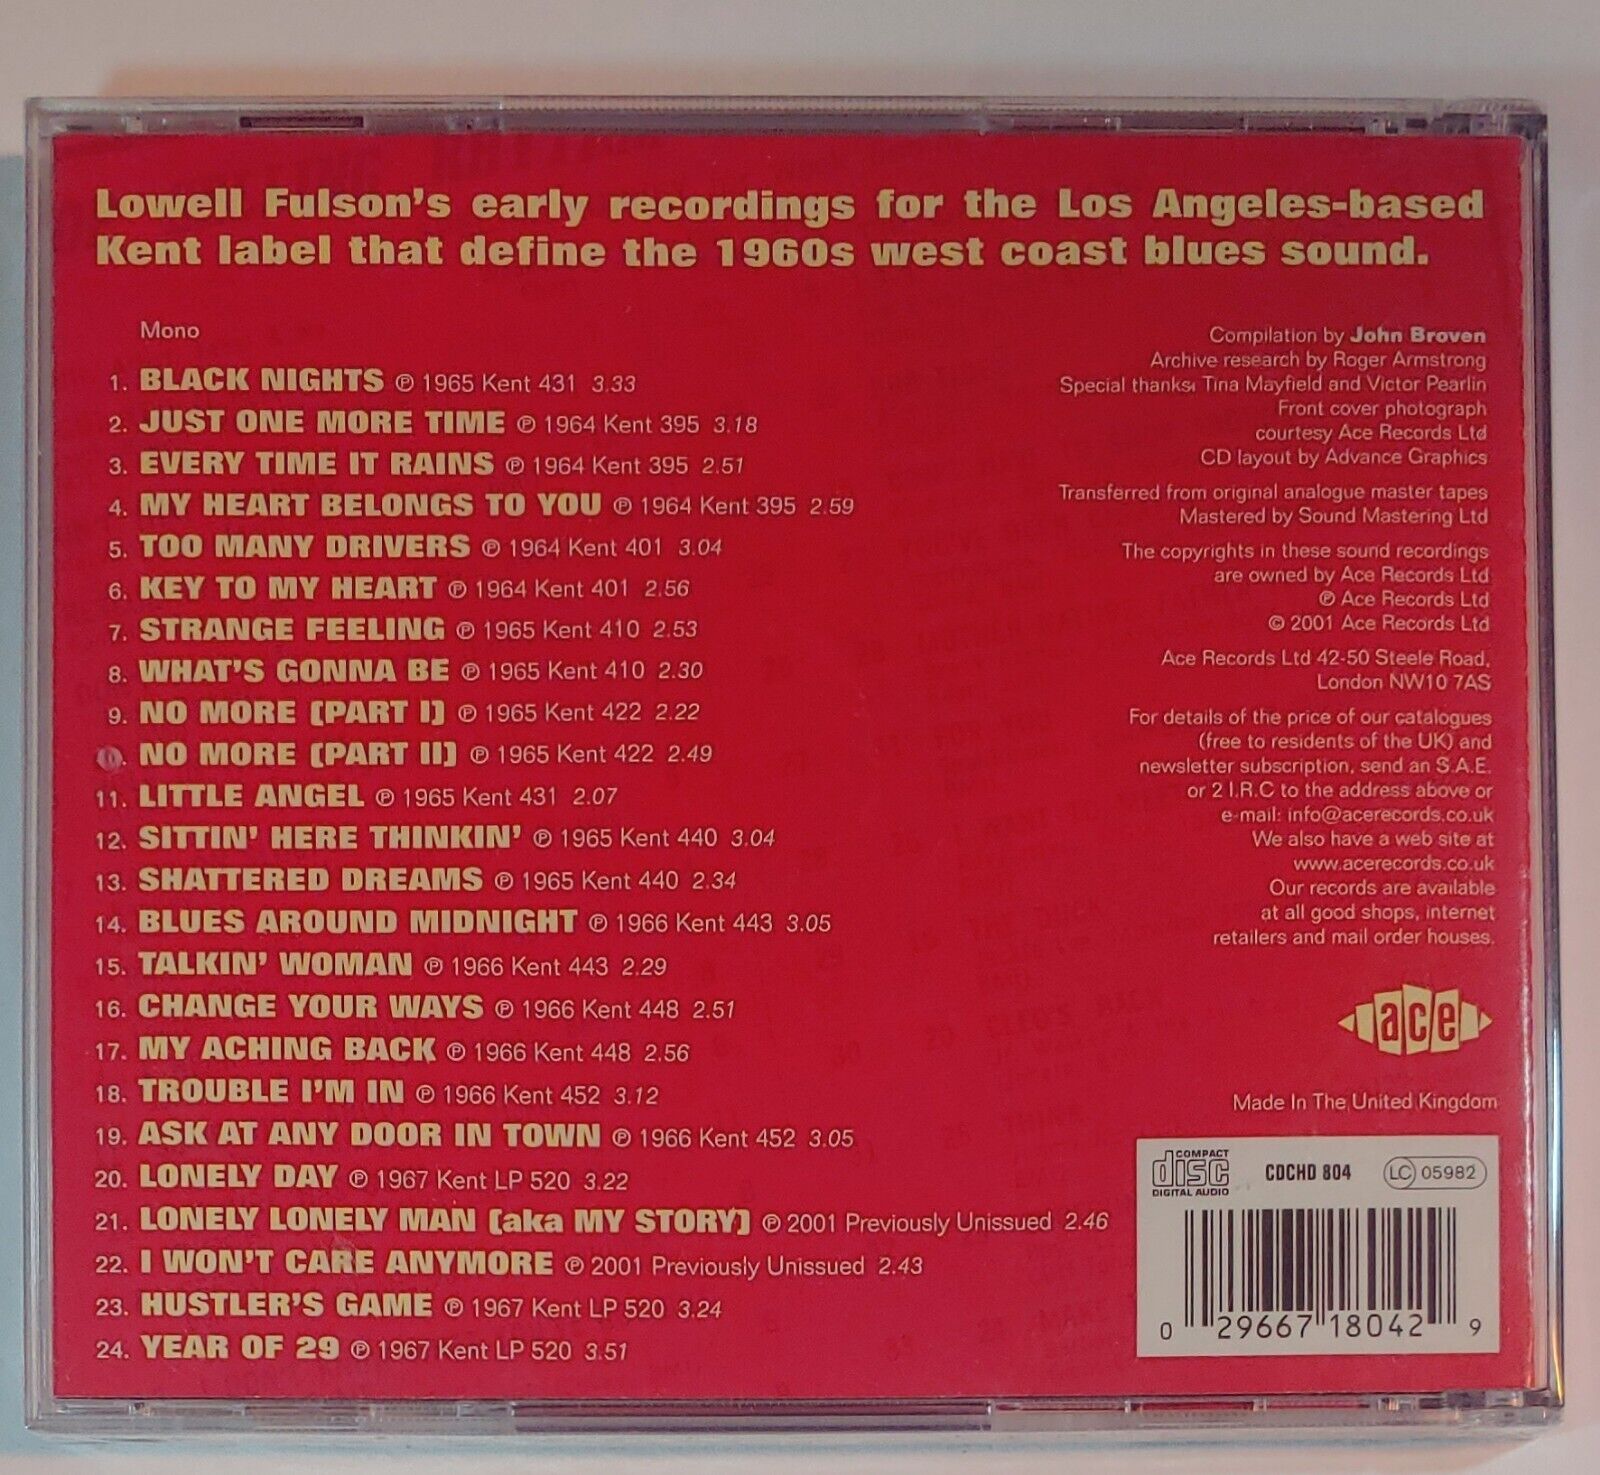 Lowell Fulson's early recordings for the Los Angeles-based
Kent label that define the 1960s west coast blues sound.
Mono
1. BLACK NIGHTS ℗ 1965 Kent 431 3.33
2. JUST ONE MORE TIME ℗ 1964 Kent 395 3.18
3. EVERY TIME IT RAINS ℗ 1964 Kent 395 2.51
4. MY HEART BELONGS TO YOU ℗ 1964 Kent 395 2.59
5. TOO MANY DRIVERS ℗ 1964 Kent 401 3.04
6. KEY TO MY HEART ℗ 1964 Kent 401 2.56
7. STRANGE FEELING ℗ 1965 Kent 410 2.53
8. WHAT'S GONNA BE ℗ 1965 Kent 410 2.30
9. NO MORE (PART I) ℗ 1965 Kent 422 2.22
10. NO MORE (PART II) ℗ 1965 Kent 422 2.49
11. LITTLE ANGEL ℗ 1965 Kent 431 2.07
12. SITTIN' HERE THINKIN' ℗ 1965 Kent 440 3.04
13. SHATTERED DREAMS ℗ 1965 Kent 440 2.34
14. BLUES AROUND MIDNIGHT ℗ 1966 Kent 443 3.05
15. TALKIN' WOMAN ℗ 1966 Kent 443 2.29
16. CHANGE YOUR WAYS ℗ 1966 Kent 448 2.51
17. MY ACHING BACK ℗ 1966 Kent 448 2.56
18. TROUBLE I'M IN ℗ 1966 Kent 452 3.12
19. ASK AT ANY DOOR IN TOWN ℗ 1966 Kent 452 3.05
20. LONELY DAY ℗ 1967 Kent LP 520 3.22
21. LONELY LONELY MAN (aka MY STORY) ℗ 2001 Previously Unissued 2.46
22. I WON'T CARE ANYMORE ℗ 2001 Previously Unissued 2.43
23. HUSTLER'S GAME ℗ 1967 Kent LP 520 3.24
24. YEAR OF 29 ℗ 1967 Kent LP 520 3.51
Compilation by John Broven
Archive research by Roger Armstrong
Special thanks: Tina Mayfield and Victor Pearlin
Front cover photograph
courtesy Ace Records Ltd
CD layout by Advance Graphics
Transferred from original analogue master tapes
Mastered by Sound Mastering Ltd
The copyrights in these sound recordings
are owned by Ace Records Ltd
℗ Ace Records Ltd
© 2001 Ace Records Ltd
Ace Records Ltd 42-50 Steele Road,
London NW10 7AS
For details of the price of our catalogues
(free to residents of the UK) and
newsletter subscription, send an S.A.E.
or 2 I.R.C to the address above or
e-mail: info@acerecords.co.uk
We also have a web site at
www.acerecords.co.uk
Our records are available
at all good shops, internet
retailers and mail order houses.
ace
Made In The United Kingdom
COMPACT
disc
DIGITAL AUDIO
CDCHD 804
LC 05982
0 29667 18042 9